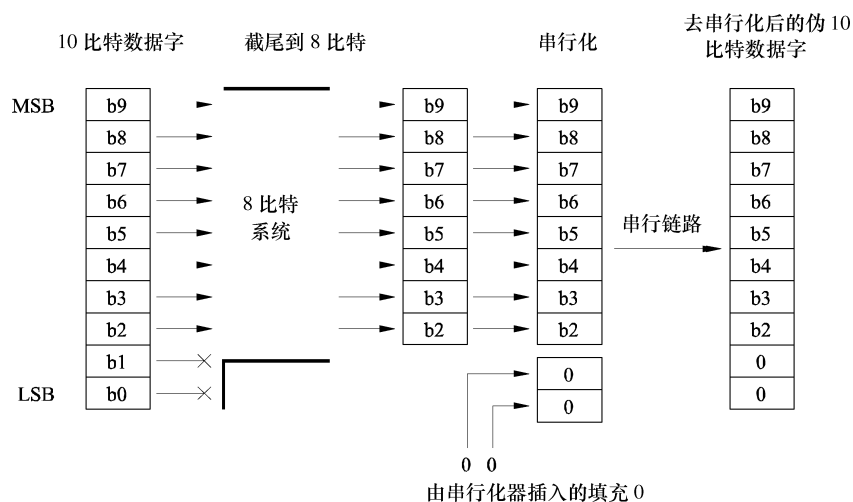 10 比特数据字 截尾到 8 比特 串行化 去串行化后的伪 10
比特数据字
MSB b9 b9 b9 b9
b8 b8 b8 b8
b7 b7 b7 b7
b6 8 比特 b6 b6 b6
b5 系统 b5 b5 串行链路 b5
b4 b4 b4 b4
b3 b3 b3 b3
b2 b2 b2 b2
b1 0 0
LSB b0 0 0
0 0
由串行化器插入的填充 0